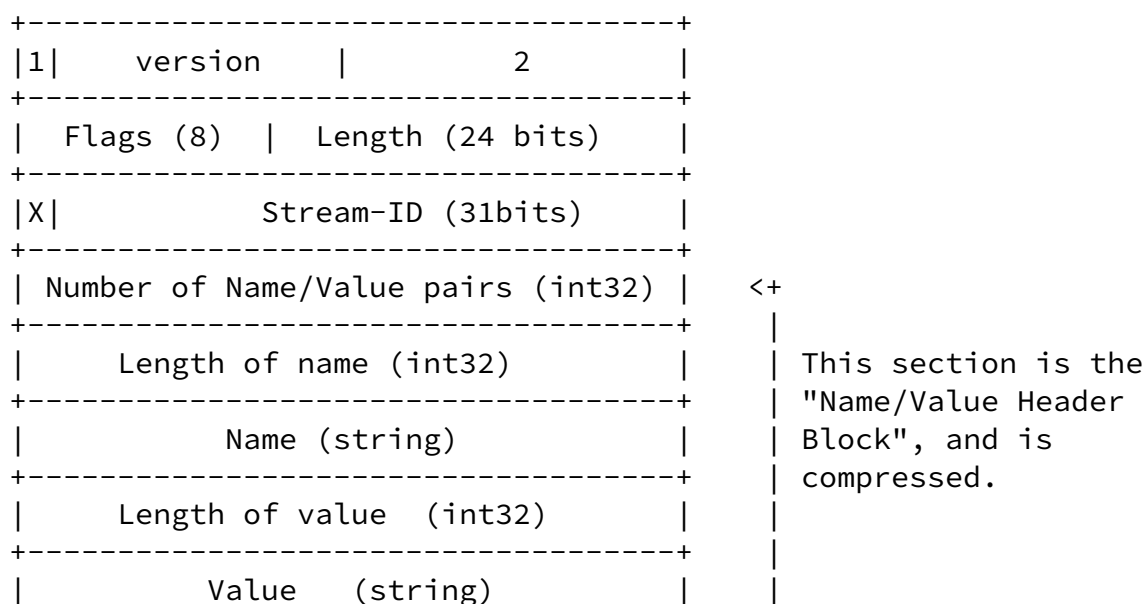 +------------------------------------+
|1|    version    |         2        |
+------------------------------------+
|  Flags (8)  |  Length (24 bits)    |
+------------------------------------+
|X|          Stream-ID (31bits)      |
+------------------------------------+
| Number of Name/Value pairs (int32) |   <+
+------------------------------------+    |
|     Length of name (int32)         |    | This section is the
+------------------------------------+    | "Name/Value Header
|           Name (string)            |    | Block", and is
+------------------------------------+    | compressed.
|     Length of value  (int32)       |    |
+------------------------------------+    |
|          Value   (string)          |    |